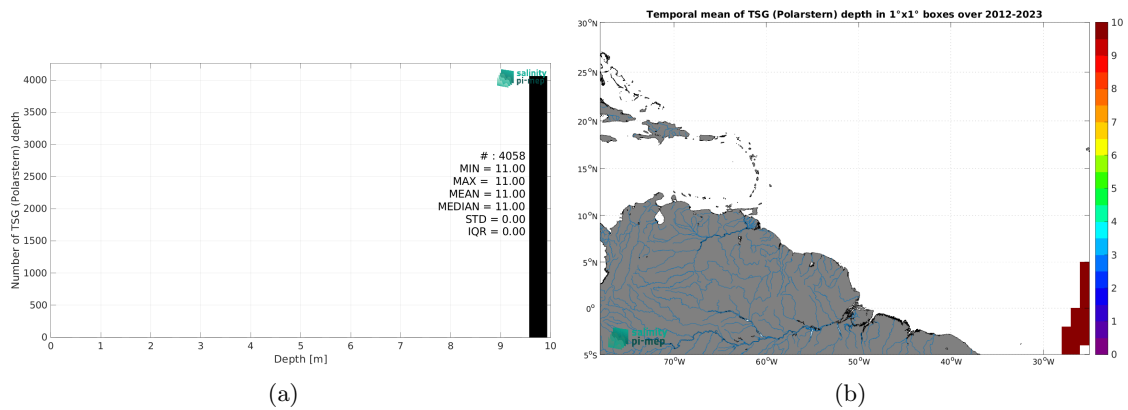 Number of TSG (Polarstern) depth
4000
3500
3000
2500
2000
1500
1000
500
0
0 1 2 3 4 5 6 7 8 9 10
Depth [m]
salinity
pi-mep
# : 4058
MIN = 11.00
MAX = 11.00
MEAN = 11.00
MEDIAN = 11.00
STD = 0.00
IQR = 0.00
(a)
Temporal mean of TSG (Polarstern) depth in 1°x1° boxes over 2012-2023
30°N
25°N
20°N
15°N
10°N
5°N
0°
5°S
70°W 60°W 50°W 40°W 30°W
salinity
pi-mep
10
9
8
7
6
5
4
3
2
1
0
(b)